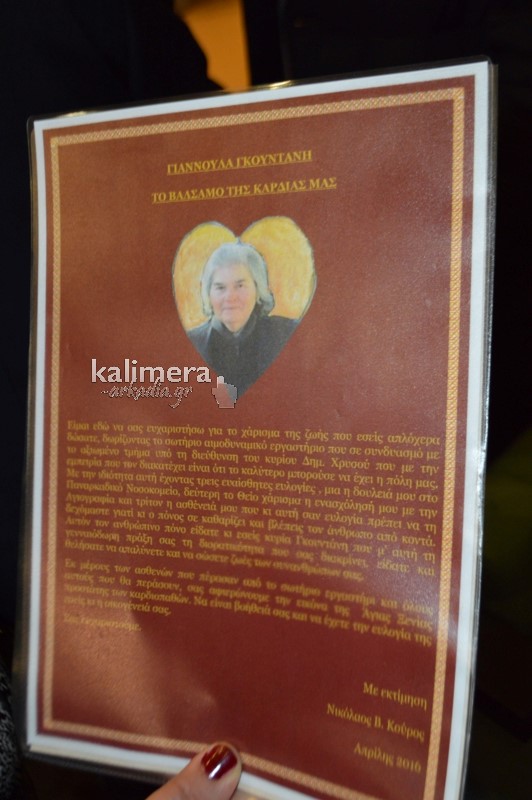 ΓΙΑΝΝΟΥΛΑ ΓΚΟΥΝΤΑΝΗ
ΤΟ ΒΑΛΣΑΜΟ ΤΗΣ ΚΑΡΔΙΑΣ ΜΑΣ
kalimera
-arkadia.gr
Είμαι εδώ να σας ευχαριστήσω για το χάρισμα της ζωής που εσείς απλόχερα
δώσατε, δωρίζοντας το σωτήριο αιμοδυναμικό εργαστήριο που σε συνδυασμό με
το αξιωμένο τμήμα υπό τη διεύθυνση του κυρίου Δημ. Χρυσού που με την
εμπειρία που τον διακατέχει είναι ότι το καλύτερο μπορούσε να έχει η πόλη μας.
Με την ιδιότητα αυτή έχοντας τρεις ευαίσθητες ευλογίες , μια η δουλειά μου στο
Παναρκαδικό Νοσοκομείο, δεύτερη το Θείο χάρισμα η ενασχόλησή μου με την
Αγιογραφία και τρίτον η ασθένειά μου που κι αυτή σαν ευλογία πρέπει να τη
δεχόμαστε γιατί κι ο πόνος σε καθαρίζει και βλέπεις τον άνθρωπο από κοντά.
Αυτόν τον ανθρώπινο πόνο είδατε κι εσείς κυρία Γκουντάνη που μ' αυτή τη
γενναιόδωρη πράξη σας τη διορατικότητα που σας διακρίνει, είδατε και
θελήσατε να απαλύνετε και να σώσετε ζωές των συνανθρώπων σας.
Εκ μέρους των ασθενών που πέρασαν από το σωτήριο εργαστήρι και όλους
αυτούς που θα περάσουν, σας αφιερώνουμε την εικόνα της Άγιας Ξενίας
προστάτης των καρδιοπαθών. Να είναι βοήθειά σας και να έχετε την ευλογία της
εσείς κι η οικογένειά σας.
Σας Ευχαριστούμε.
Με εκτίμηση
Νικόλαος Β. Κούρος
Απρίλης 2016